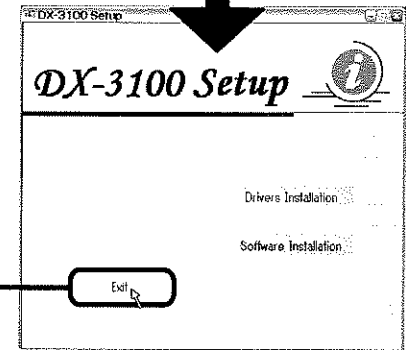 DX-3100 Setup
DX-3100 Setup
Drivers Installation
Software Installation
Exit